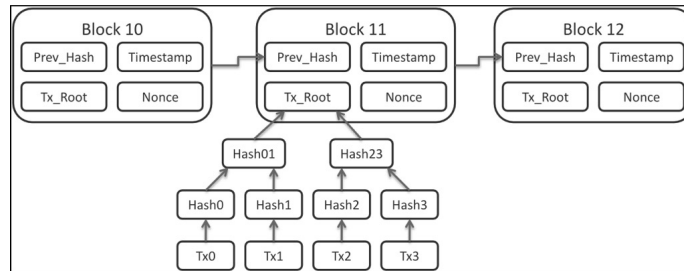 Block 10
Block 11
Block 12
Prev_Hash Timestamp
Prev_Hash Timestamp
Prev_Hash Timestamp
Tx_Root Nonce
Tx_Root Nonce
Tx_Root Nonce
Hash01 Hash23
Hash0 Hash1 Hash2 Hash3
Tx0 Tx1 Tx2 Tx3